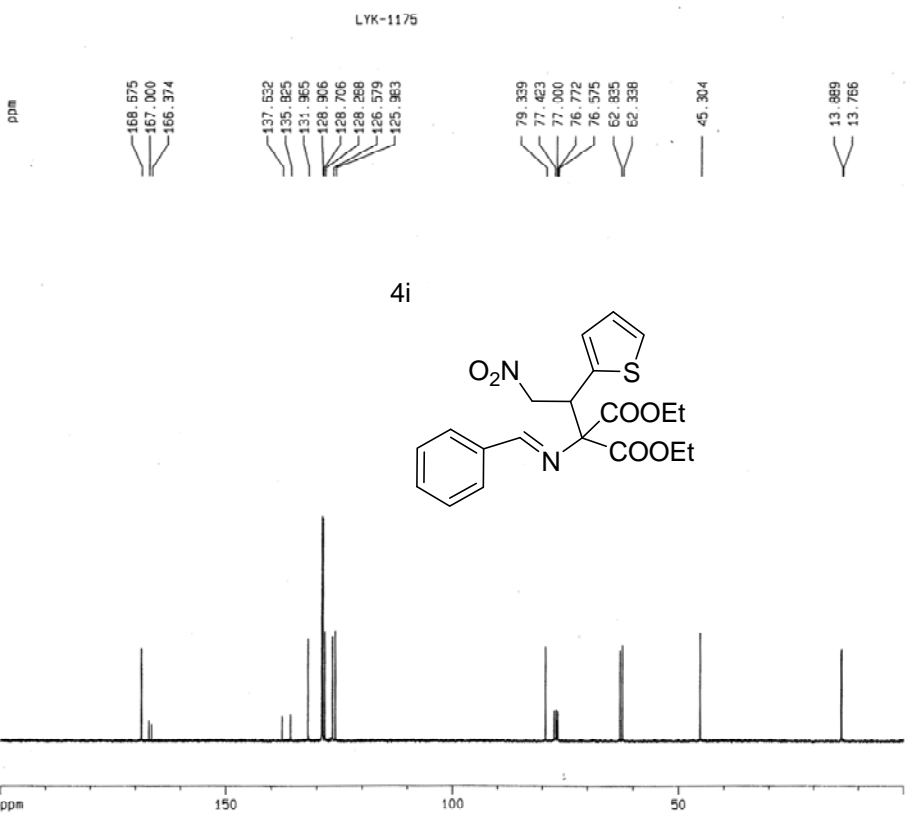 LYK-1175
ppm
168.675
167.000
166.374
137.632
135.825
131.965
128.906
128.706
128.268
126.579
125.983
79.339
77.423
77.000
76.772
76.575
62.835
62.338
45.304
13.889
13.766
4i
O2N
S
COOEt
COOEt
N
ppm
150
100
50